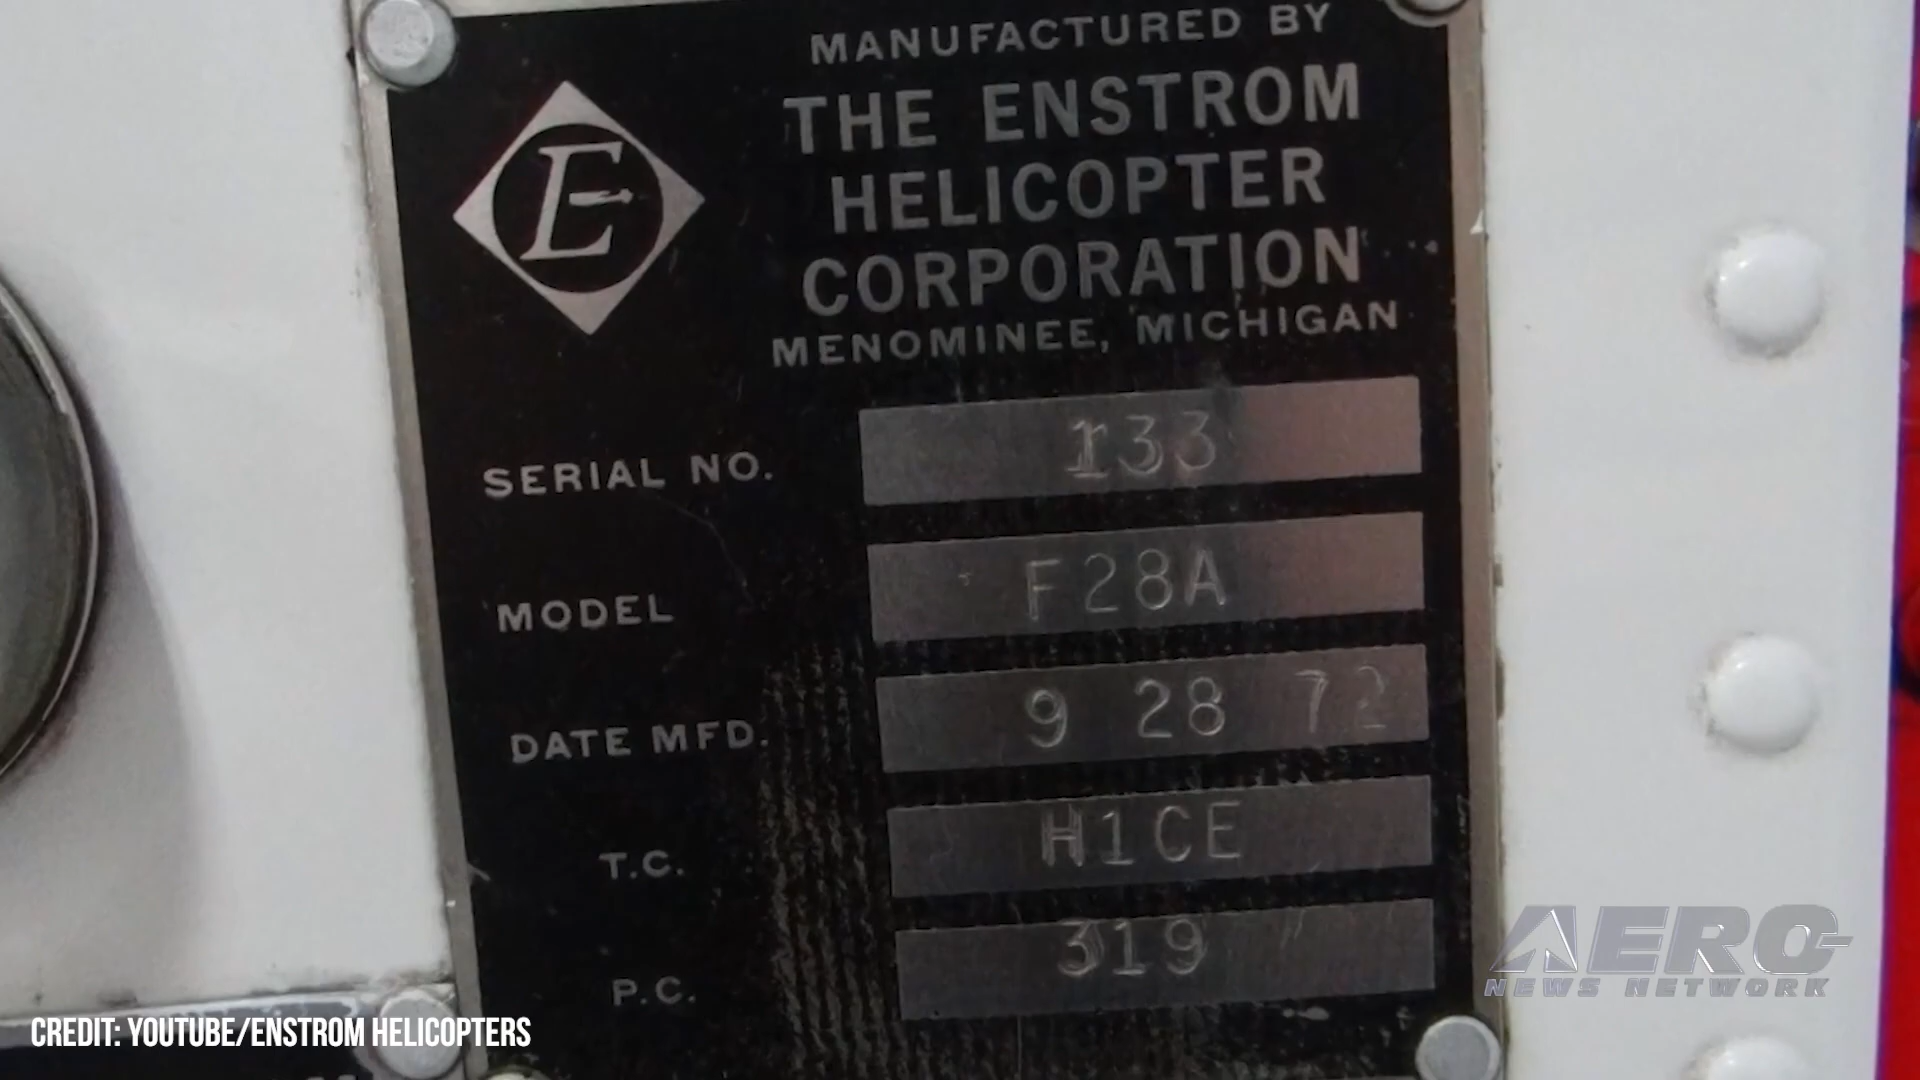 MANUFACTURED BY
THE ENSTROM
HELICOPTER
CORPORATION
MENOMINEE, MICHIGAN
E
SERIAL NO. 133
MODEL F28A
DATE MFD. 9 28 72
T.C. H1CE
P.C. 319
AERO
NEWS NETWORK
CREDIT: YOUTUBE/ENSTROM HELICOPTERS